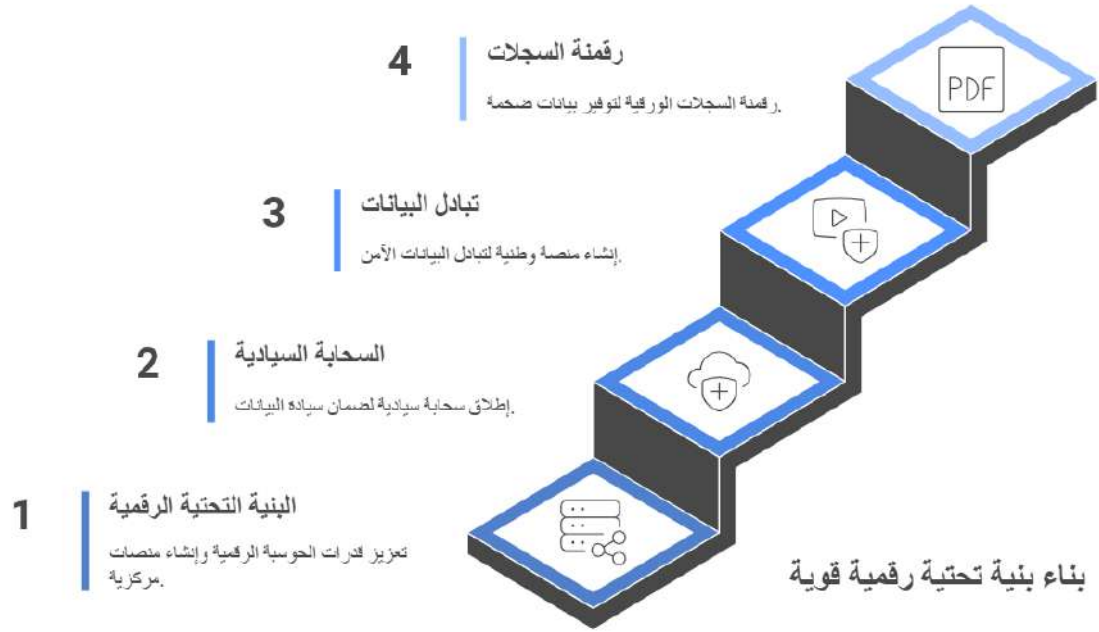 4
رقمنة السجلات
رقمنة السجلات الورقية لتوفير بيانات ضخمة.
PDF
3
تبادل البيانات
إنشاء منصة وطنية لتبادل البيانات الآمن.
2
السحابة السيادية
إطلاق سحابة سيادية لضمان سيادة البيانات.
1
البنية التحتية الرقمية
تعزيز قدرات الحوسبة الرقمية وإنشاء منصات
مركزية.
بناء بنية تحتية رقمية قوية